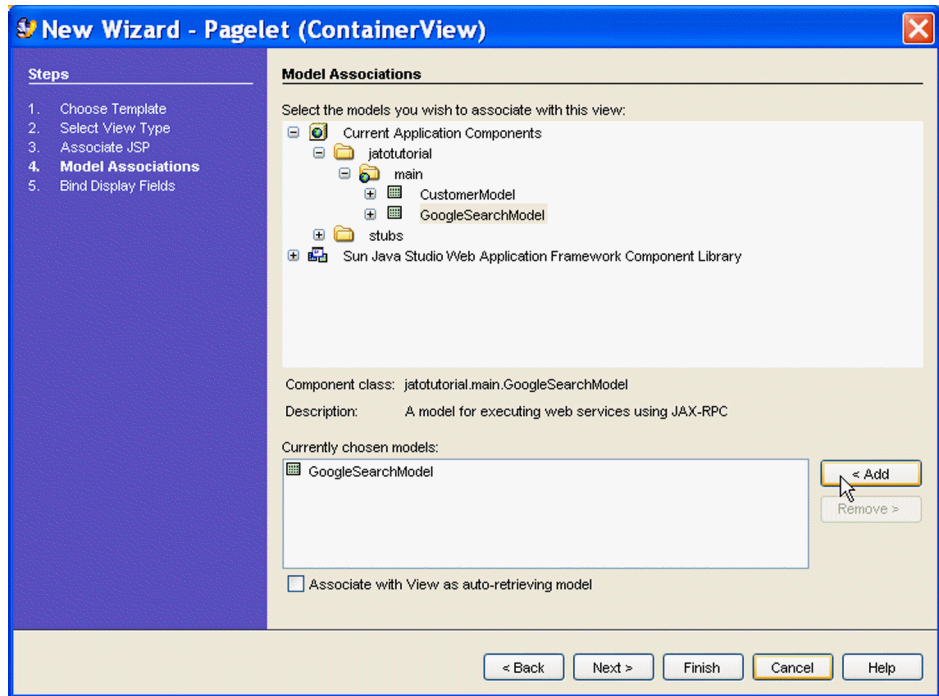 New Wizard - Pagelet (ContainerView)
Steps
1. Choose Template
2. Select View Type
3. Associate JSP
4. Model Associations
5. Bind Display Fields
Model Associations
Select the models you wish to associate with this view:
Current Application Components
jatotutorial
main
CustomerModel
GoogleSearchModel
stubs
Sun Java Studio Web Application Framework Component Library
Component class: jatotutorial.main.GoogleSearchModel
Description: A model for executing web services using JAX-RPC
Currently chosen models:
GoogleSearchModel
< Add
Remove >
Associate with View as auto-retrieving model
< Back Next > Finish Cancel Help